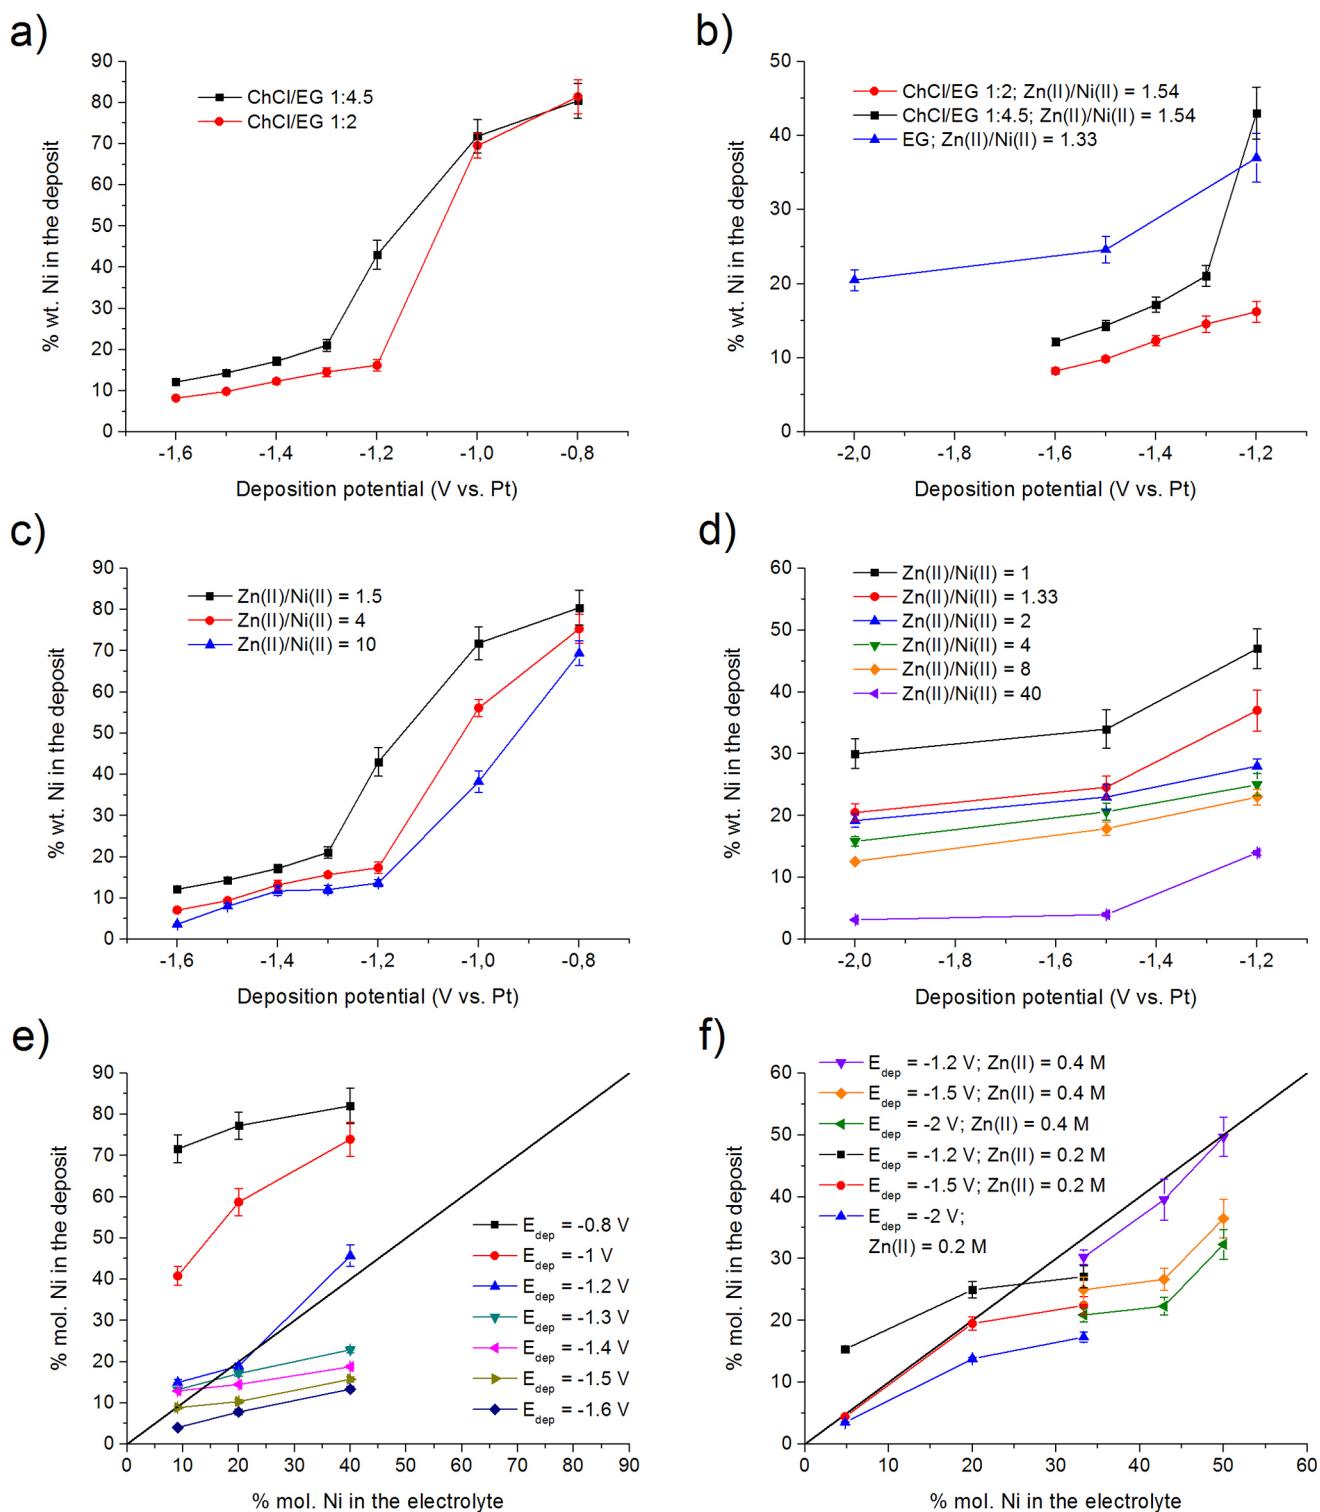 a)
90
80
70
60
50
40
30
20
10
0
% wt. Ni in the deposit
ChCl/EG 1:4.5
ChCl/EG 1:2
-1,6
-1,4
-1,2
-1,0
-0,8
Deposition potential (V vs. Pt)
b)
50
40
30
20
10
0
% wt. Ni in the deposit
ChCl/EG 1:2; Zn(II)/Ni(II) = 1.54
ChCl/EG 1:4.5; Zn(II)/Ni(II) = 1.54
EG; Zn(II)/Ni(II) = 1.33
-2,0
-1,8
-1,6
-1,4
-1,2
Deposition potential (V vs. Pt)
c)
90
80
70
60
50
40
30
20
10
0
% wt. Ni in the deposit
Zn(II)/Ni(II) = 1.5
Zn(II)/Ni(II) = 4
Zn(II)/Ni(II) = 10
-1,6
-1,4
-1,2
-1,0
-0,8
Deposition potential (V vs. Pt)
d)
60
50
40
30
20
10
0
% wt. Ni in the deposit
Zn(II)/Ni(II) = 1
Zn(II)/Ni(II) = 1.33
Zn(II)/Ni(II) = 2
Zn(II)/Ni(II) = 4
Zn(II)/Ni(II) = 8
Zn(II)/Ni(II) = 40
-2,0
-1,8
-1,6
-1,4
-1,2
Deposition potential (V vs. Pt)
e)
90
80
70
60
50
40
30
20
10
0
% mol. Ni in the deposit
Edep = -0.8 V
Edep = -1 V
Edep = -1.2 V
Edep = -1.3 V
Edep = -1.4 V
Edep = -1.5 V
Edep = -1.6 V
0
10
20
30
40
50
60
70
80
90
% mol. Ni in the electrolyte
f)
60
50
40
30
20
10
0
% mol. Ni in the deposit
Edep = -1.2 V; Zn(II) = 0.4 M
Edep = -1.5 V; Zn(II) = 0.4 M
Edep = -2 V; Zn(II) = 0.4 M
Edep = -1.2 V; Zn(II) = 0.2 M
Edep = -1.5 V; Zn(II) = 0.2 M
Edep = -2 V;
Zn(II) = 0.2 M
0
10
20
30
40
50
60
% mol. Ni in the electrolyte